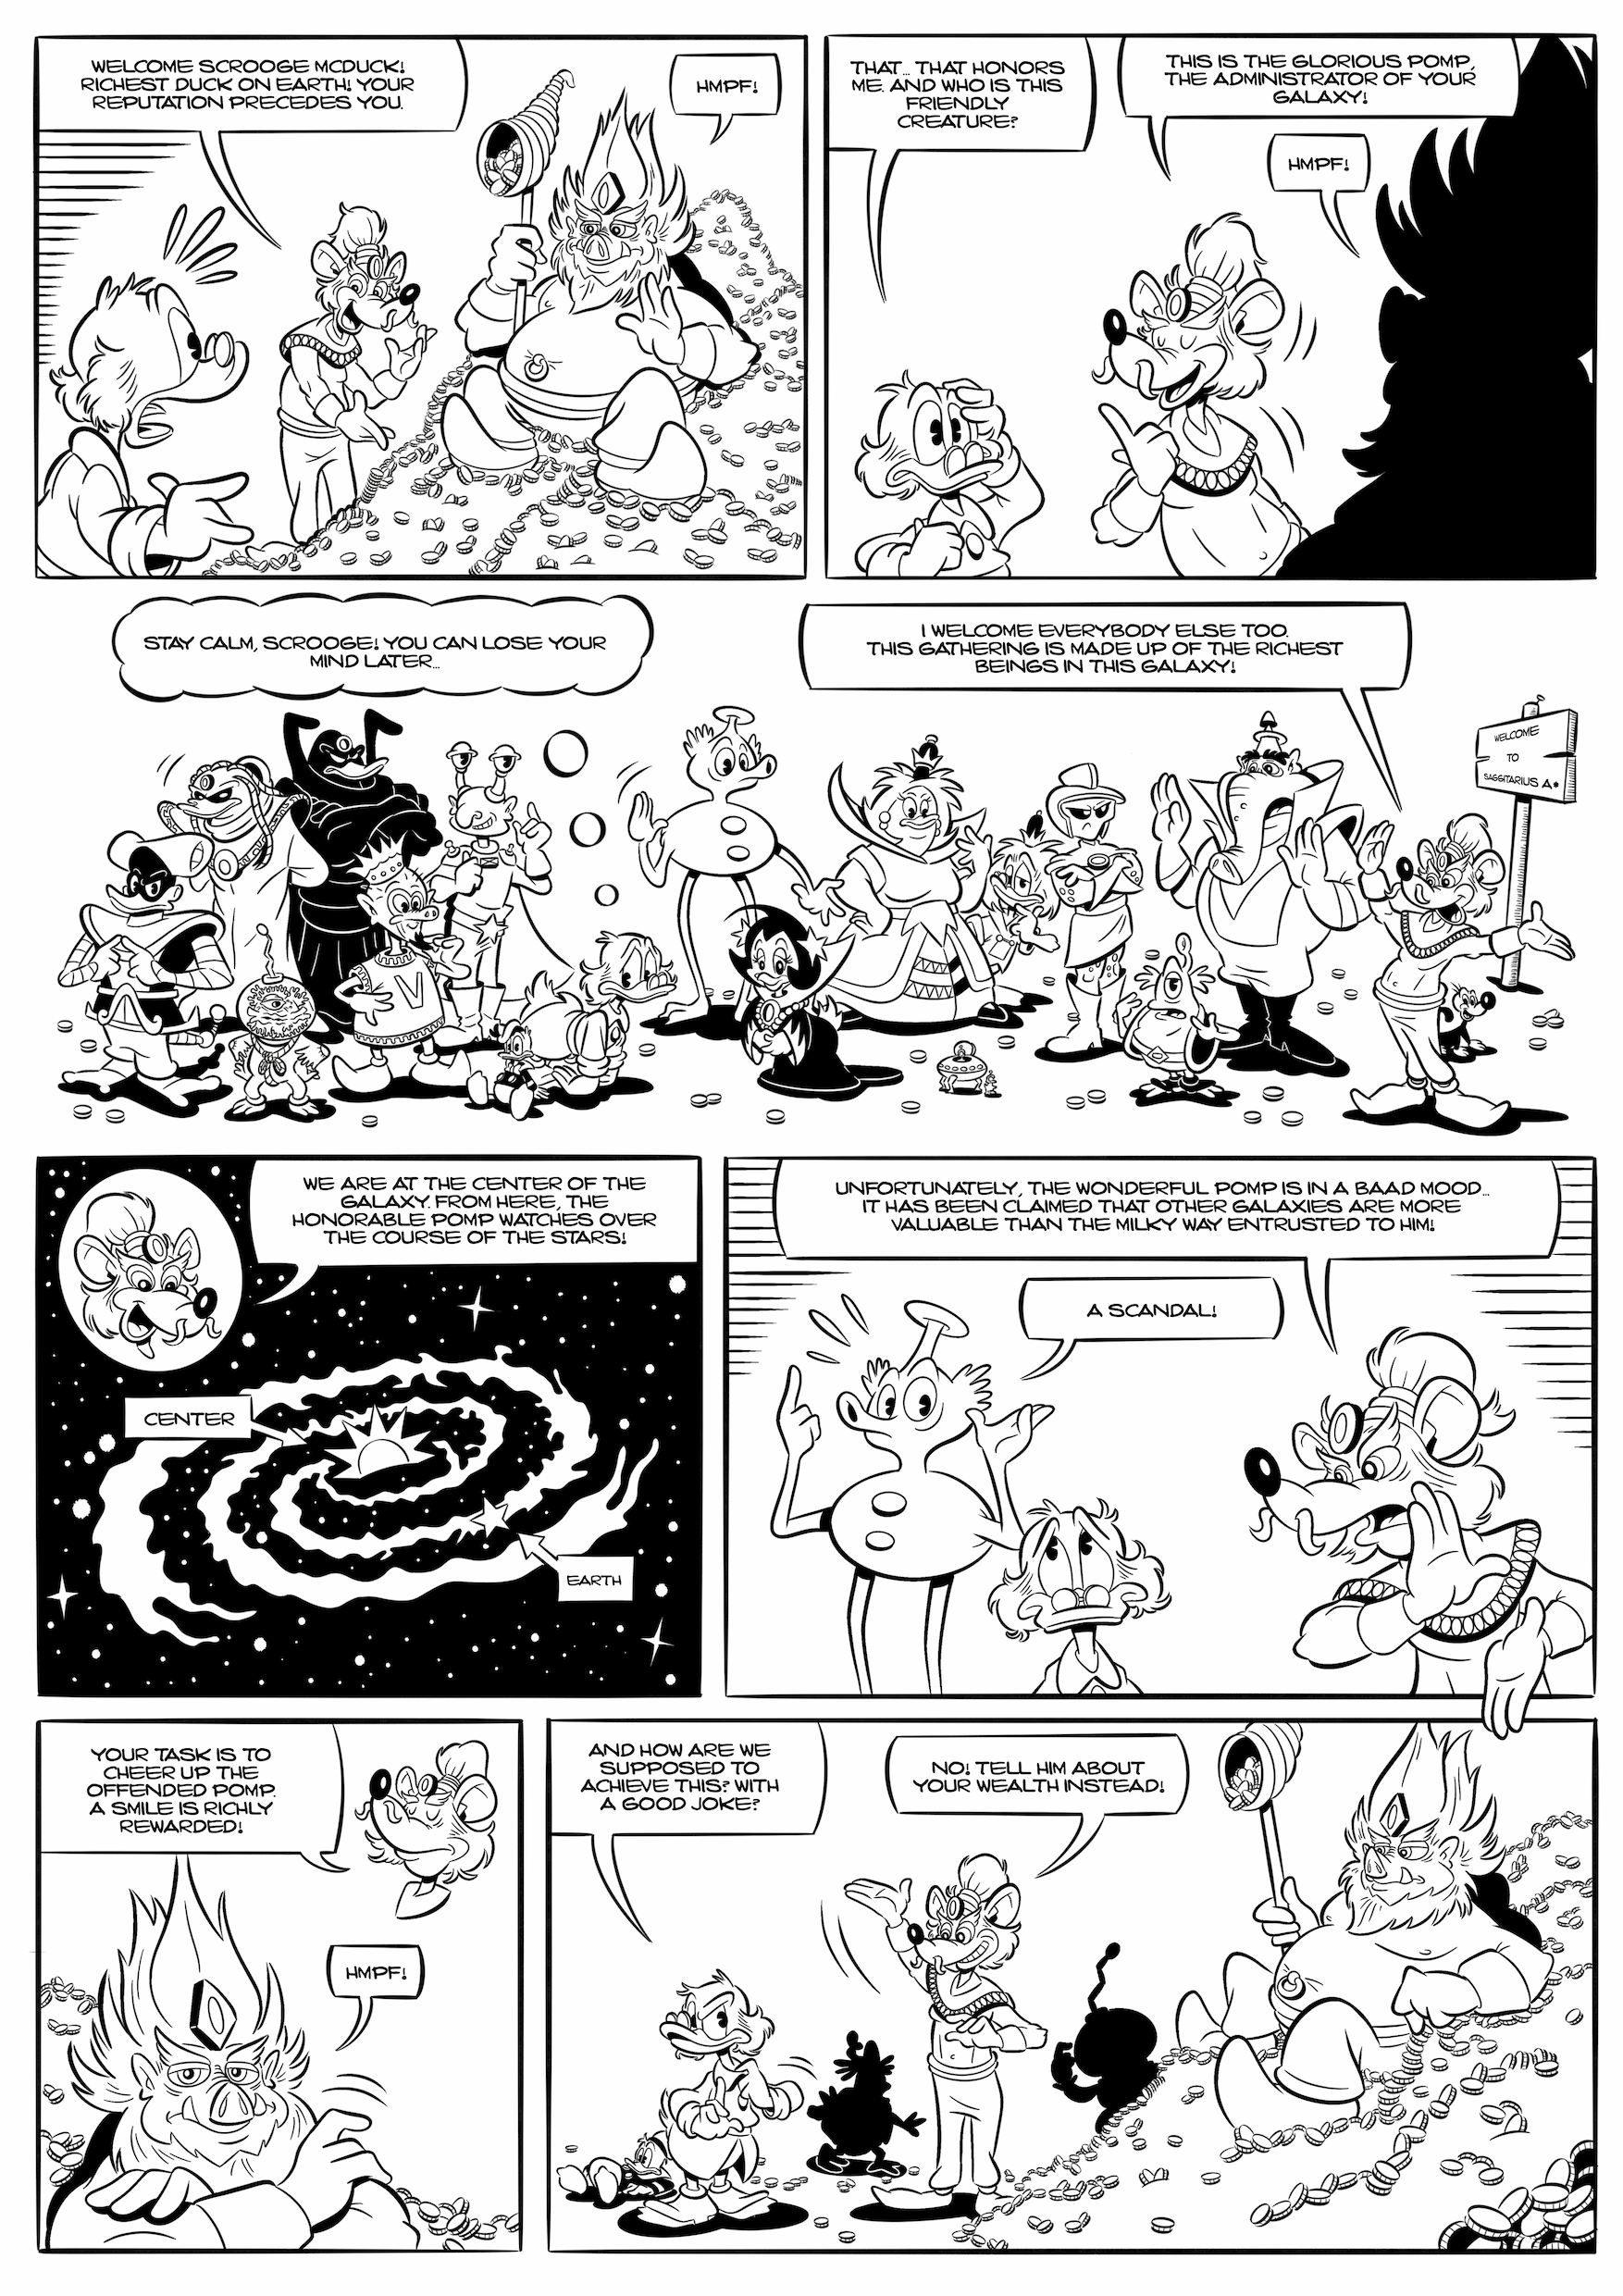 WELCOME SCROOGE MCDUCK!
RICHEST DUCK ON EARTH! YOUR
REPUTATION PRECEDES YOU.
HMPF!
THAT... THAT HONORS
ME. AND WHO IS THIS
FRIENDLY
CREATURE?
THIS IS THE GLORIOUS POMP,
THE ADMINISTRATOR OF YOUR
GALAXY!
HMPF!
STAY CALM, SCROOGE! YOU CAN LOSE YOUR
MIND LATER...
I WELCOME EVERYBODY ELSE TOO.
THIS GATHERING IS MADE UP OF THE RICHEST
BEINGS IN THIS GALAXY!
WELCOME
TO
SAGGITARIUS A*
V
WE ARE AT THE CENTER OF THE
GALAXY. FROM HERE, THE
HONORABLE POMP WATCHES OVER
THE COURSE OF THE STARS!
CENTER
EARTH
UNFORTUNATELY, THE WONDERFUL POMP IS IN A BAAD MOOD...
IT HAS BEEN CLAIMED THAT OTHER GALAXIES ARE MORE
VALUABLE THAN THE MILKY WAY ENTRUSTED TO HIM!
A SCANDAL!
YOUR TASK IS TO
CHEER UP THE
OFFENDED POMP.
A SMILE IS RICHLY
REWARDED!
HMPF!
AND HOW ARE WE
SUPPOSED TO
ACHIEVE THIS? WITH
A GOOD JOKE?
NO! TELL HIM ABOUT
YOUR WEALTH INSTEAD!